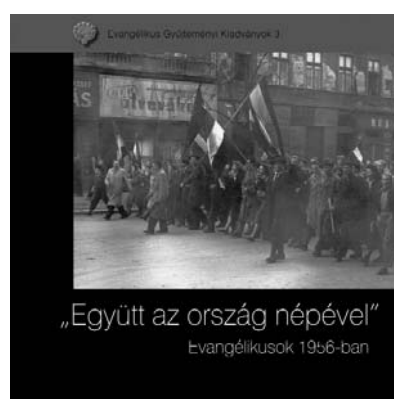 Evangélikus Gyűjteményi Kiadványok 3.
„Együtt az ország népével”
Evangélikusok 1956-ban